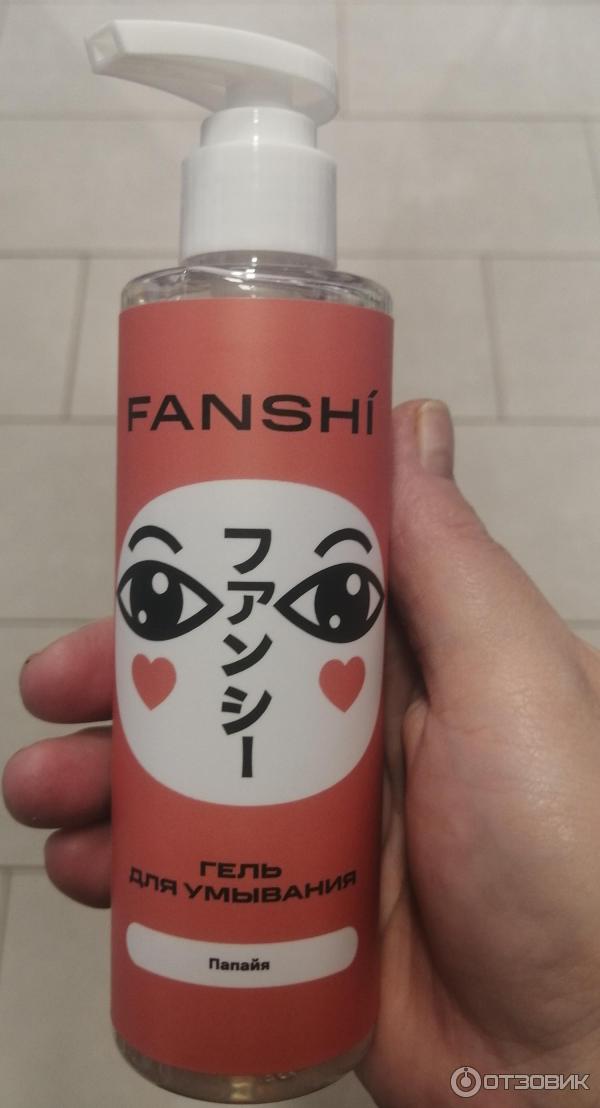 FANSHÍ
ファンシー
ГЕЛЬ
ДЛЯ УМЫВАНИЯ
Папайя
ОТЗОВИК